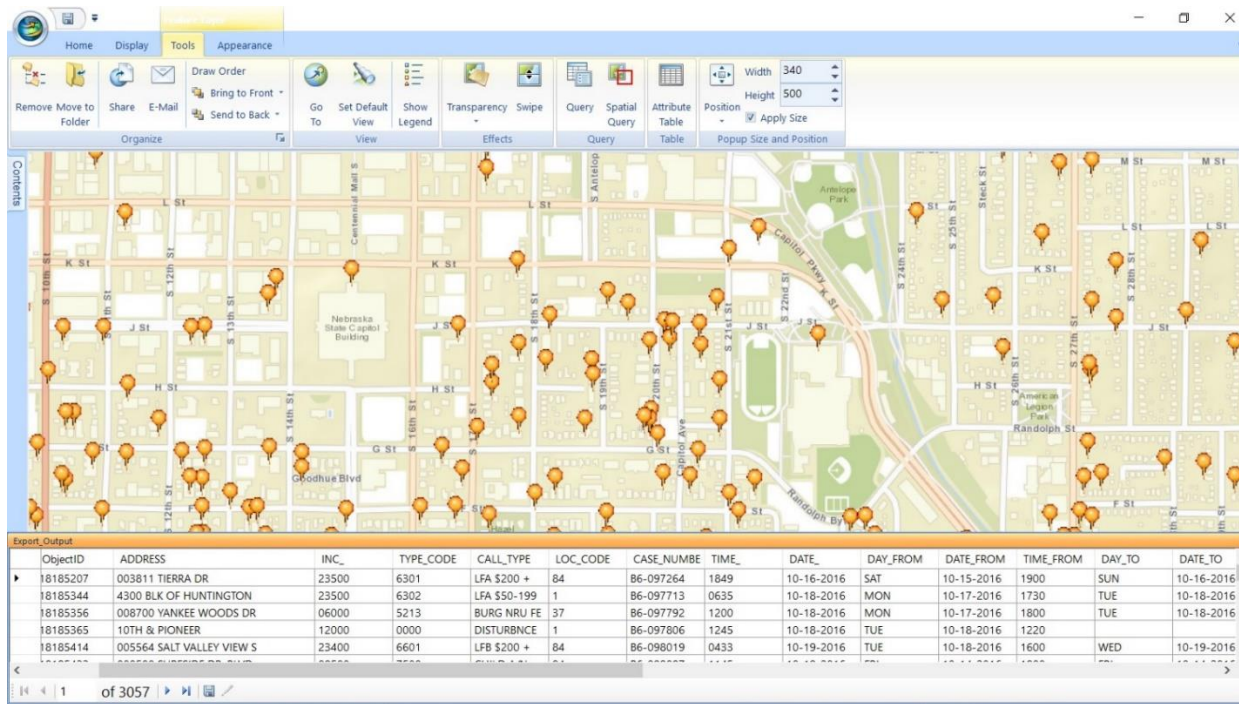 Home Display Tools Appearance
Remove Move to Folder Share E-Mail Draw Order Bring to Front Send to Back
Go To Set Default View Show Legend Transparency Swipe Query Spatial Query Attribute Table Position
Width 340
Height 500
Apply Size
Organize View Effects Query Table Popup Size and Position
Contents
M St M St
L St L St St L St L St
S Antelop
Centennial Mall S
Antelope Park
Steck St
S 25th St
S 24th St
Capitol Pkwy K St
K St K St K St
S 10th St
S 12th St
S 13th St
S 18th St
S 21st St
S 22nd St
S 27th St
S 28th St
Nebraska State Capitol Building
J St J S J St J St J St
H St H St H St
S 14th St
S 16th St
S 17
S 19th St
S 20th St
S 26th St
American Legion Park
Randolph St
G St G St
Capitol Ave
Goodhue Blvd
S 12th St
F St
Randolph By
Hazel
Export_Output
ObjectID ADDRESS INC_ TYPE_CODE CALL_TYPE LOC_CODE CASE_NUMBE TIME_ DATE_ DAY_FROM DATE_FROM TIME_FROM DAY_TO DATE_TO
18185207 003811 TIERRA DR 23500 6301 LFA $200 + 84 B6-097264 1849 10-16-2016 SAT 10-15-2016 1900 SUN 10-16-2016
18185344 4300 BLK OF HUNTINGTON 23500 6302 LFA $50-199 1 B6-097713 0635 10-18-2016 MON 10-17-2016 1730 TUE 10-18-2016
18185356 008700 YANKEE WOODS DR 06000 5213 BURG NRU FE 37 B6-097792 1200 10-18-2016 MON 10-17-2016 1800 TUE 10-18-2016
18185365 10TH & PIONEER 12000 0000 DISTURBNCE 1 B6-097806 1245 10-18-2016 TUE 10-18-2016 1220
18185414 005564 SALT VALLEY VIEW S 23400 6601 LFB $200 + 84 B6-098019 0433 10-19-2016 TUE 10-18-2016 1600 WED 10-19-2016
1 of 3057